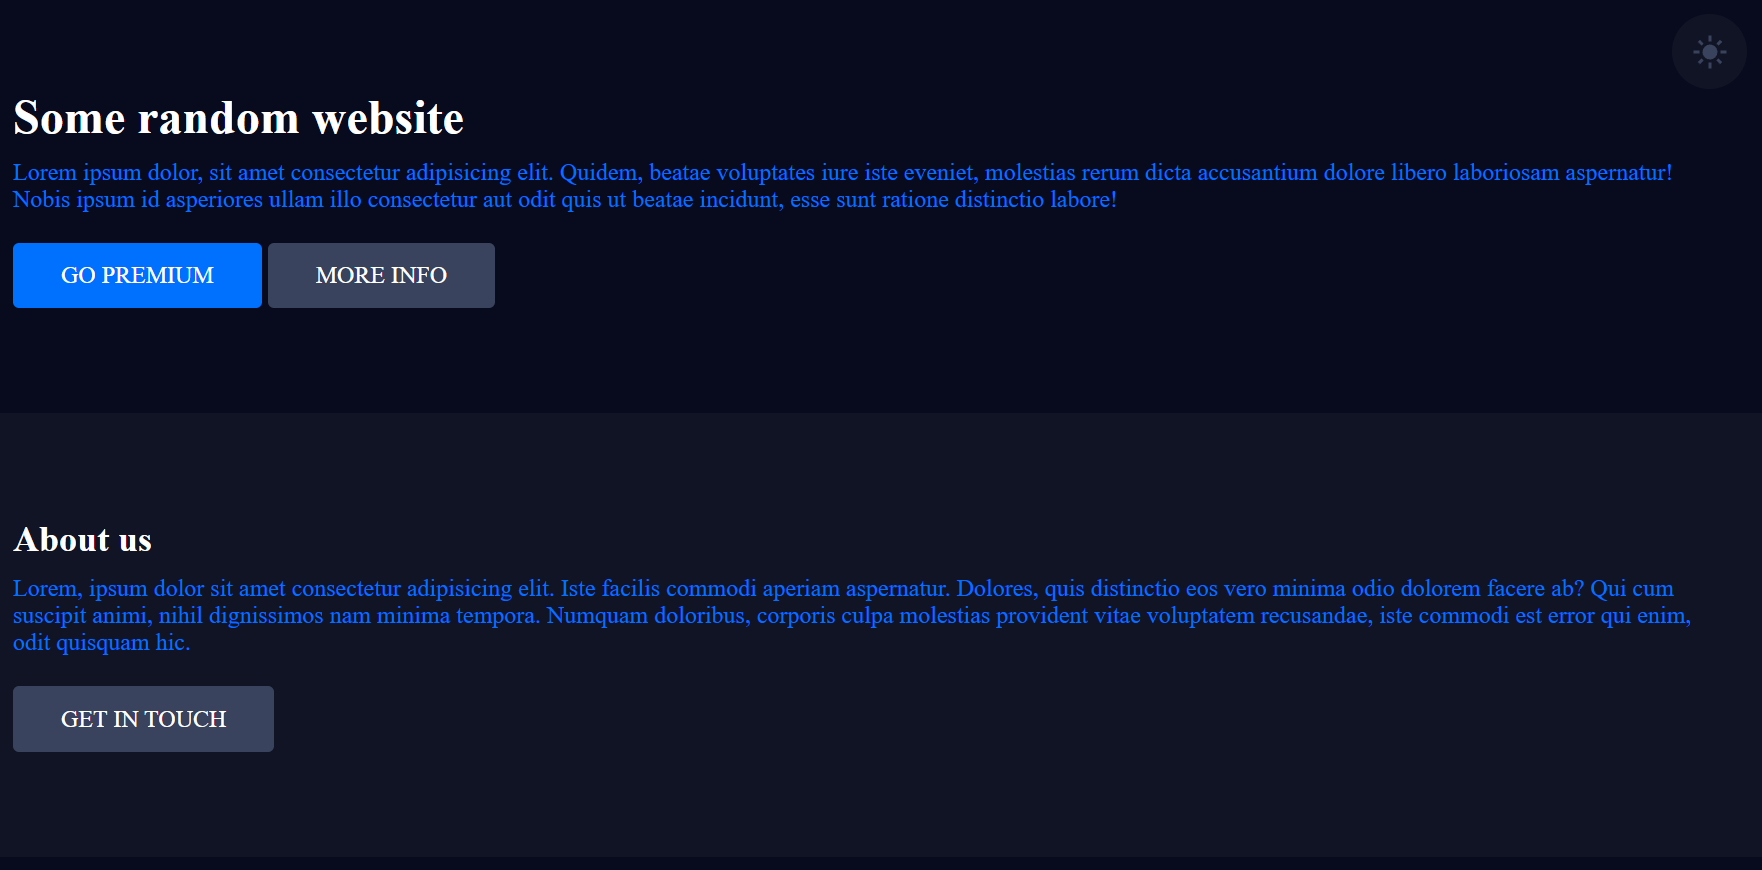 Some random website
Lorem ipsum dolor, sit amet consectetur adipisicing elit. Quidem, beatae voluptates iure iste eveniet, molestias rerum dicta accusantium dolore libero laboriosam aspernatur!
Nobis ipsum id asperiores ullam illo consectetur aut odit quis ut beatae incidunt, esse sunt ratione distinctio labore!
GO PREMIUM
MORE INFO
About us
Lorem, ipsum dolor sit amet consectetur adipisicing elit. Iste facilis commodi aperiam aspernatur. Dolores, quis distinctio eos vero minima odio dolorem facere ab? Qui cum
suscipit animi, nihil dignissimos nam minima tempora. Numquam doloribus, corporis culpa molestias provident vitae voluptatem recusandae, iste commodi est error qui enim,
odit quisquam hic.
GET IN TOUCH